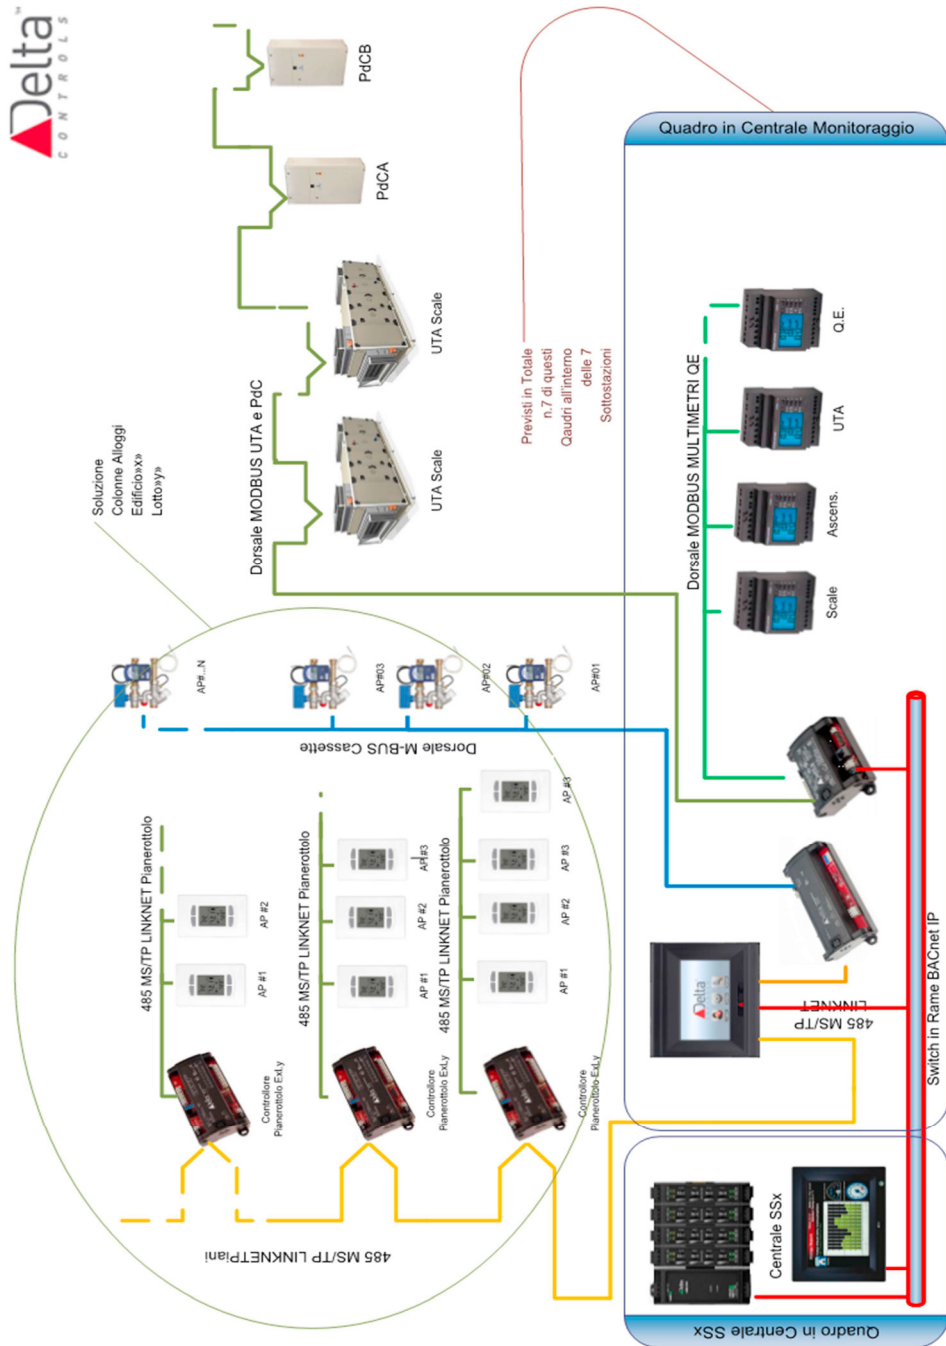 Delta
CONTROLS
PdCB
PdCA
UTA Scale
UTA Scale
Dorsale MODBUS UTA e PdC
Soluzione
Colonne Alloggi
Edificio»x»
Lotto»y»
Previsti in Totale
n.7 di questi
Qaudri all'interno
delle 7
Sottostazioni
Quadro in Centrale Monitoraggio
Dorsale MODBUS MULTIMETRI QE
Q.E.
UTA
Ascens.
Scale
AP#...N
AP#03
AP#02
AP#01
Dorsale M-BUS Cassette
485 MS/TP LINKNET Pianerottolo
AP #2
AP #1
Controllore
Pianerottolo ExLy
485 MS/TP LINKNET Pianerottolo
AP#3
AP #2
AP #1
Controllore
Pianerottolo ExLy
485 MS/TP LINKNET Pianerottolo
AP #3
AP #3
AP #2
AP #1
Controllore
Pianerottolo ExLy
485 MS/TP LINKNETPiani
Delta
485 MS/TP
LINKNET
Switch in Rame BACnet IP
Centrale SSx
Quadro in Centrale SSx